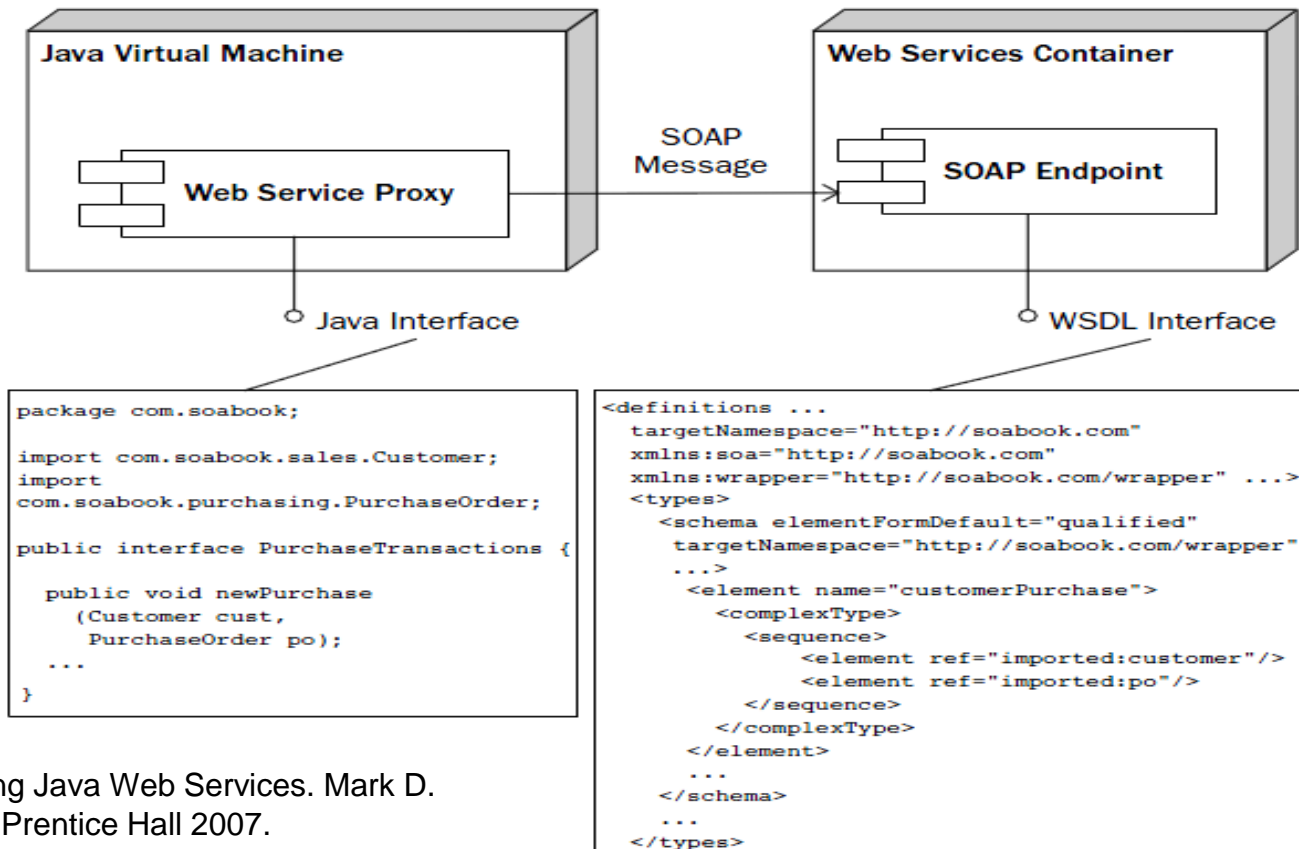 Java Virtual Machine
Web Service Proxy
SOAP
Message
Web Services Container
SOAP Endpoint
Java Interface
WSDL Interface
package com.soabook;
import com.soabook.sales.Customer;
import
com.soabook.purchasing.PurchaseOrder;
public interface PurchaseTransactions {
public void newPurchase
(Customer cust,
PurchaseOrder po);
...
}
<definitions ...
targetNamespace="http://soabook.com"
xmlns:soa="http://soabook.com"
xmlns:wrapper="http://soabook.com/wrapper" ...>
<types>
<schema elementFormDefault="qualified"
targetNamespace="http://soabook.com/wrapper"
...>
<element name="customerPurchase">
<complexType>
<sequence>
<element ref="imported:customer"/>
<element ref="imported:po"/>
</sequence>
</complexType>
</element>
...
</schema>
...
</types>
ng Java Web Services. Mark D.
Prentice Hall 2007.